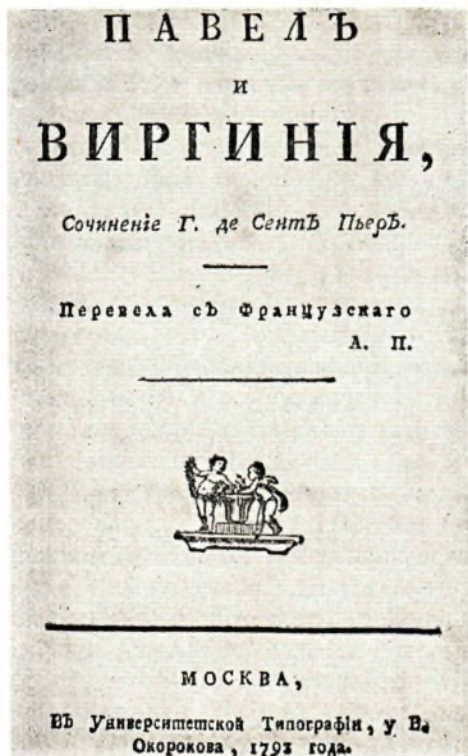 ПАВЕЛЪ
И
ВИРГИНІЯ,
Сочиненіе Г. де Сентъ Пьеръ.
Перевела съ Французскаго
А. П.
МОСКВА,
Въ Университетской Типографіи, у В.
Окорокова, 1793 года.